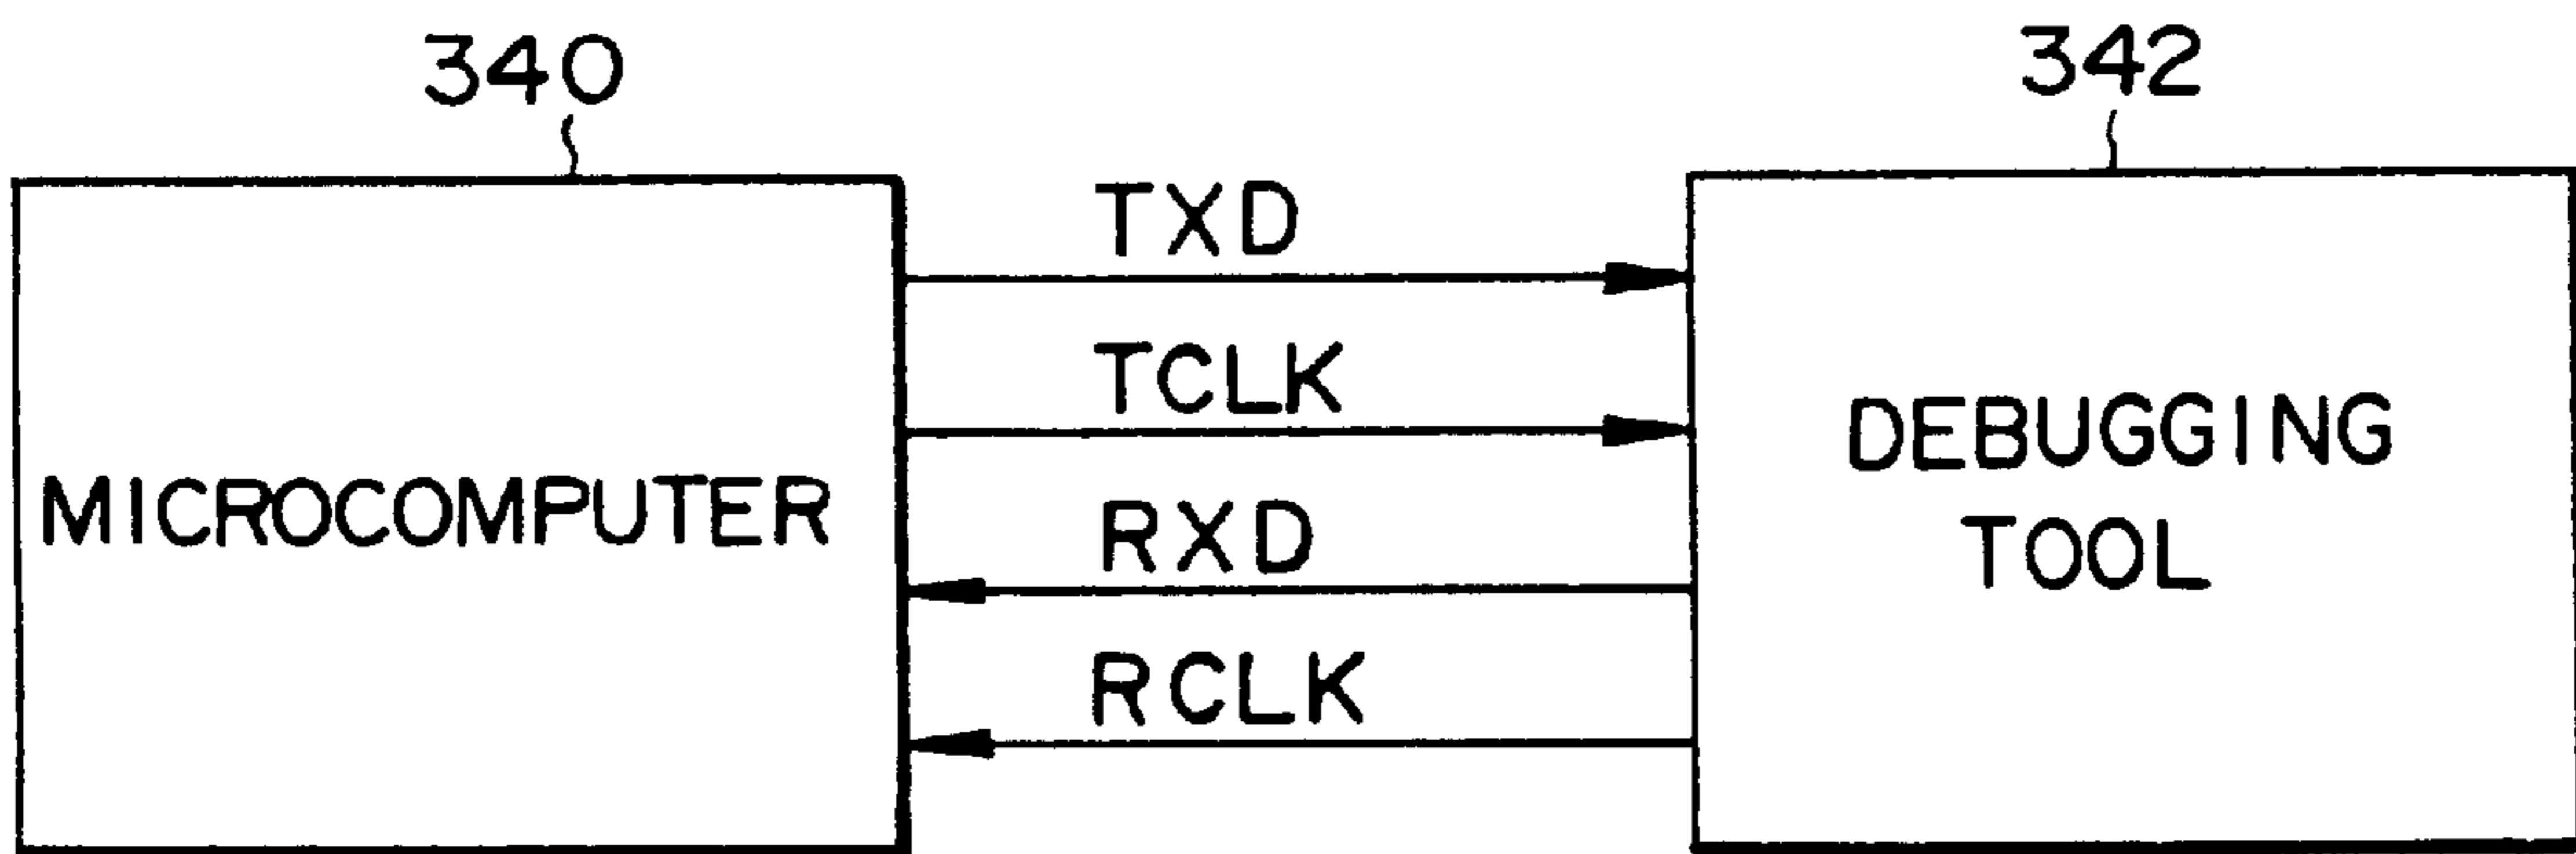 340
342
TXD
TCLK
RXD
RCLK
MICROCOMPUTER
DEBUGGING
TOOL